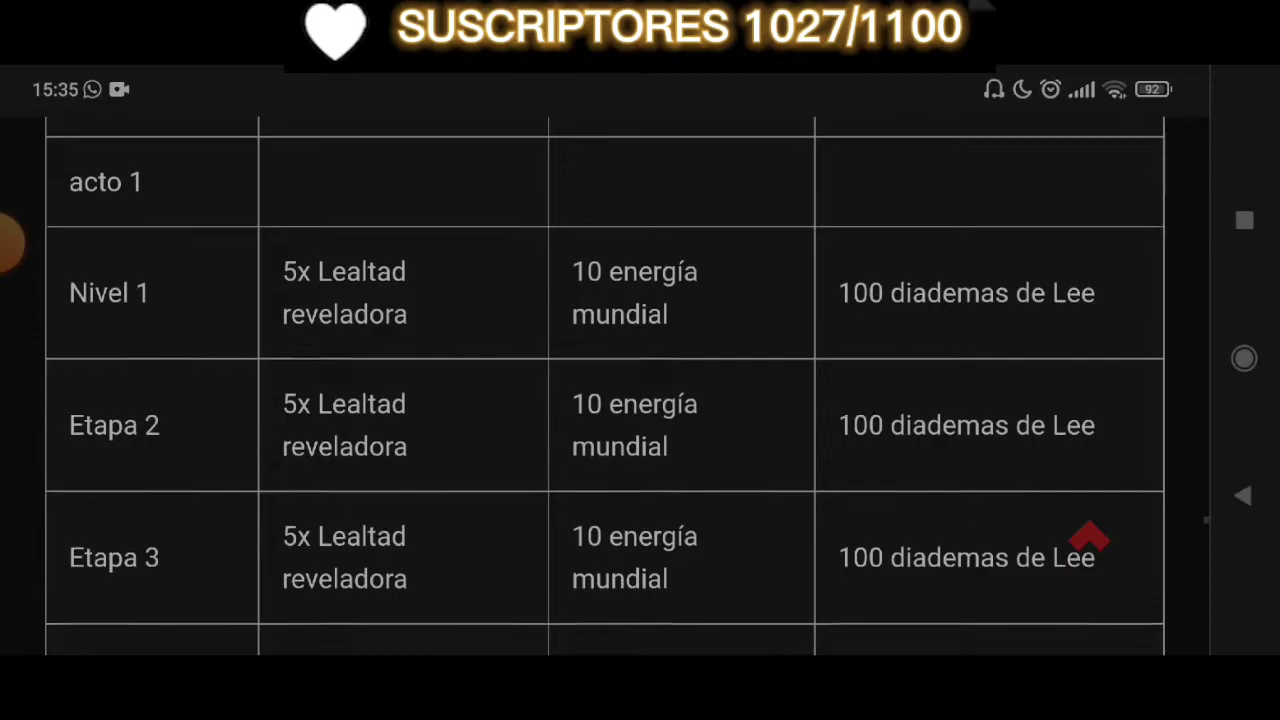 SUSCRIPTORES 1027/1100
15:35
92
acto 1
Nivel 1
5x Lealtad
reveladora
10 energía
mundial
100 diademas de Lee
Etapa 2
5x Lealtad
reveladora
10 energía
mundial
100 diademas de Lee
Etapa 3
5x Lealtad
reveladora
10 energía
mundial
100 diademas de Lee